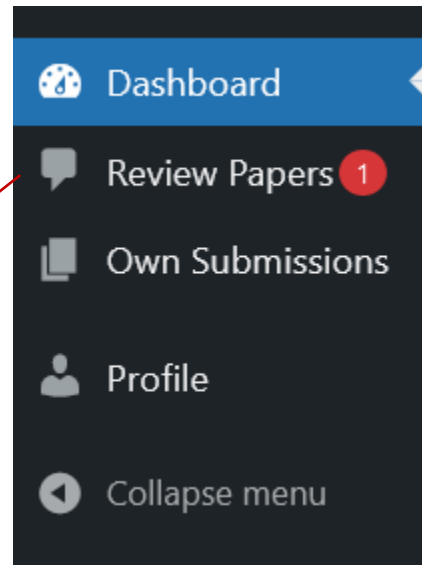 Dashboard
Review Papers 1
Own Submissions
Profile
Collapse menu